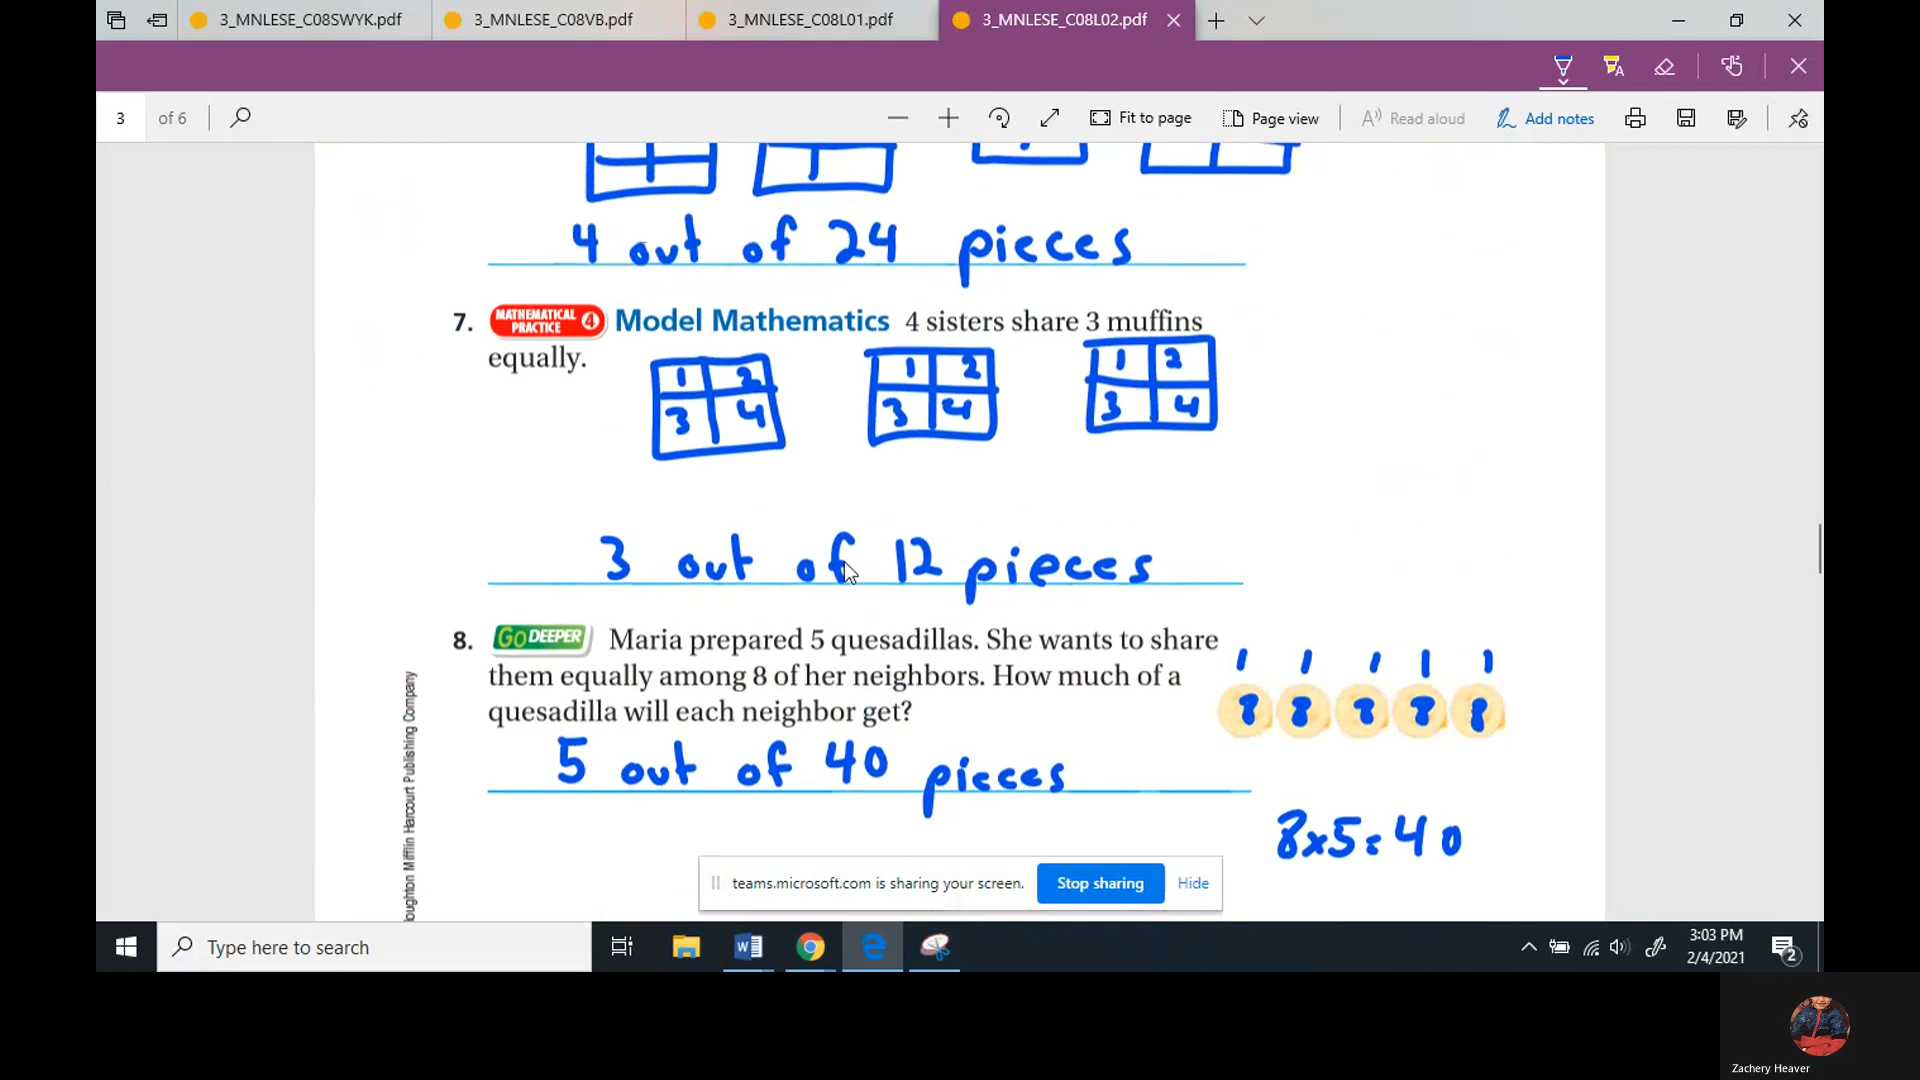 3_MNLESE_C08SWYK.pdf
3_MNLESE_C08VB.pdf
3_MNLESE_C08L01.pdf
3_MNLESE_C08L02.pdf
3 of 6
Fit to page
Page view
Read aloud
Add notes
4 out of 24 pieces
7. MATHEMATICAL PRACTICE 4 Model Mathematics 4 sisters share 3 muffins
equally.
1 2 1 2 1 2
3 4 3 4 3 4
3 out of 12 pieces
8. Go DEEPER Maria prepared 5 quesadillas. She wants to share
them equally among 8 of her neighbors. How much of a
quesadilla will each neighbor get?
1 1 1 1 1
8 8 8 8 8
5 out of 40 pieces
8x5=40
oughton Mifflin Harcourt Publishing Company
teams.microsoft.com is sharing your screen. Stop sharing Hide
Type here to search
3:03 PM
2/4/2021
2
Zachery Heaver